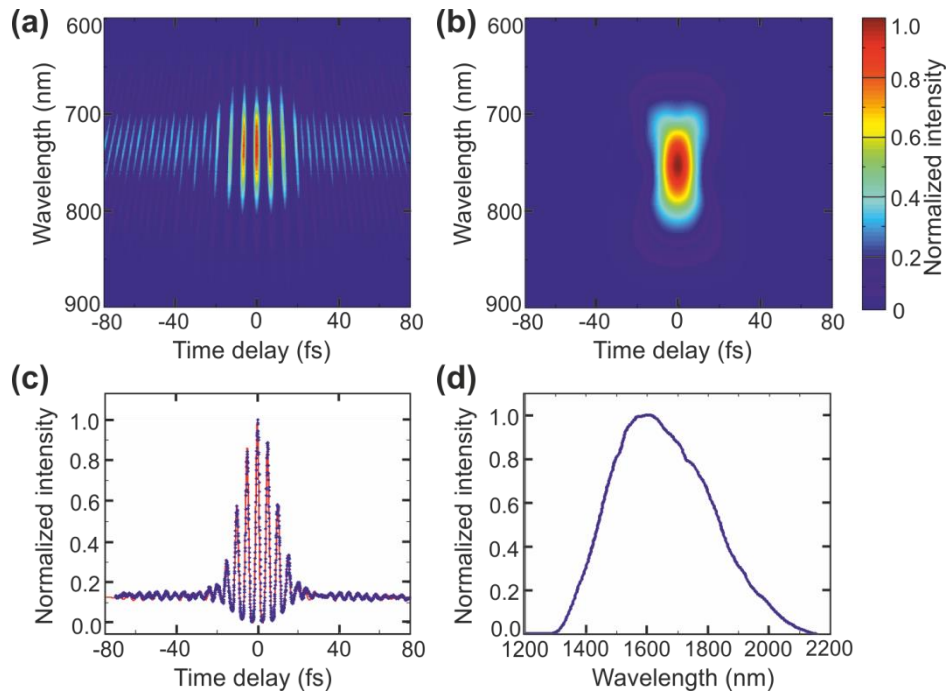 (a)
600
700
800
900
Wavelength (nm)
-80 -40 0 40 80
Time delay (fs)
(b)
600
700
800
900
Wavelength (nm)
-80 -40 0 40 80
Time delay (fs)
1.0
0.8
0.6
0.4
0.2
0
Normalized intensity
(c)
1.0
0.8
0.6
0.4
0.2
0.0
Normalized intensity
-80 -40 0 40 80
Time delay (fs)
(d)
1.0
0.8
0.6
0.4
0.2
0.0
Normalized intensity
1200 1400 1600 1800 2000 2200
Wavelength (nm)